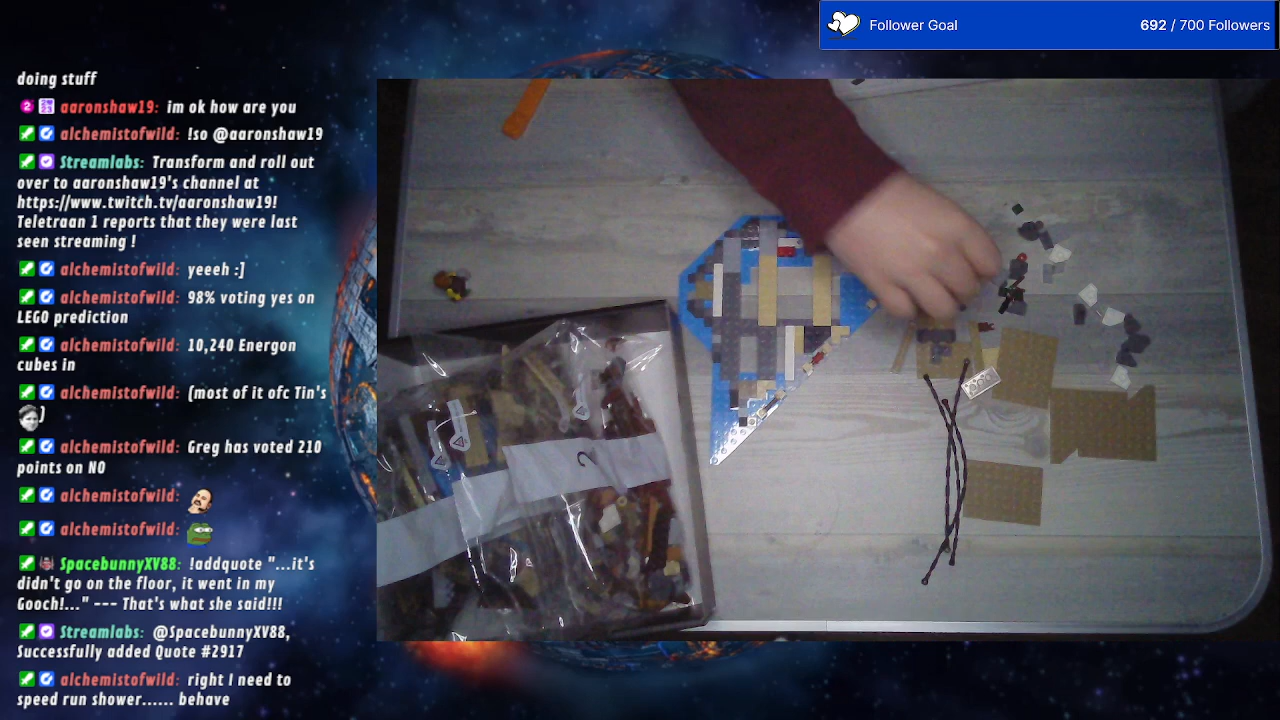 Follower Goal
692 / 700 Followers
doing stuff
2 aaronshaw19: im ok how are you
alchemistofwild: !so @aaronshaw19
Streamlabs: Transform and roll out
over to aaronshaw19's channel at
https://www.twitch.tv/aaronshaw19!
Teletraan 1 reports that they were last
seen streaming !
alchemistofwild: yeeeh :]
alchemistofwild: 98% voting yes on
LEGO prediction
alchemistofwild: 10,240 Energon
cubes in
alchemistofwild: (most of it ofc Tin's
)
alchemistofwild: Greg has voted 210
points on NO
alchemistofwild:
alchemistofwild:
SpacebunnyXV88: !addquote "...it's
didn't go on the floor, it went in my
Gooch!..." --- That's what she said!!!
Streamlabs: @SpacebunnyXV88,
Successfully added Quote #2917
alchemistofwild: right I need to
speed run shower...... behave
2